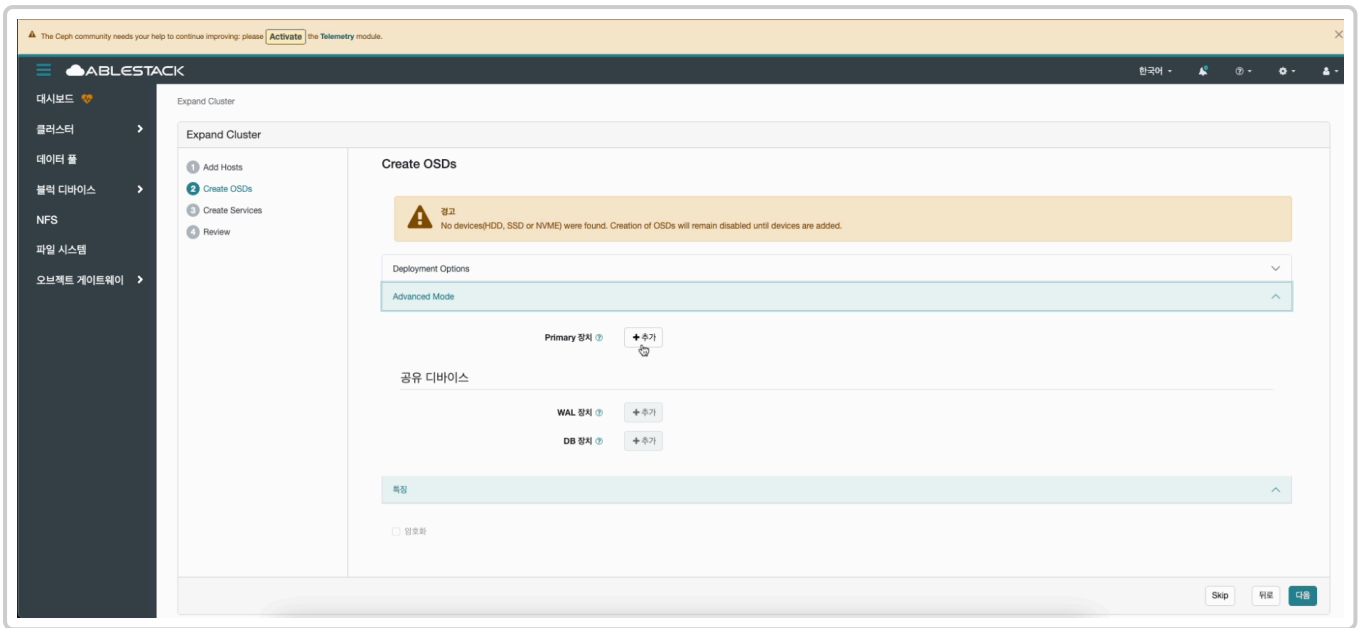 The Ceph community needs your help to continue improving: please Activate the Telemetry module.
ABLESTACK
한국어
대시보드
클러스터
데이터 풀
블럭 디바이스
NFS
파일 시스템
오브젝트 게이트웨이
Expand Cluster
Expand Cluster
1 Add Hosts
2 Create OSDs
3 Create Services
4 Review
Create OSDs
경고
No devices(HDD, SSD or NVME) were found. Creation of OSDs will remain disabled until devices are added.
Deployment Options
Advanced Mode
Primary 장치 +추가
공유 디바이스
WAL 장치 +추가
DB 장치 +추가
특징
암호화
Skip 뒤로 다음